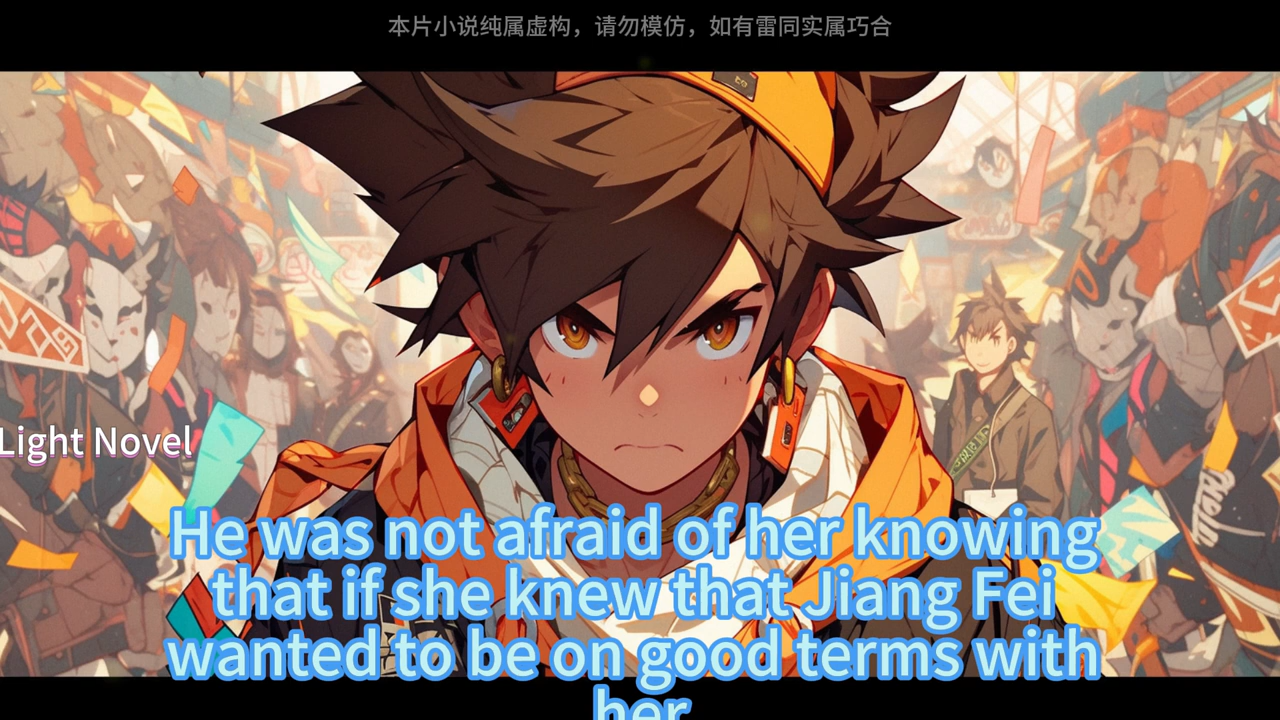 本片小说纯属虚构，请勿模仿，如有雷同实属巧合
Light Novel
He was not afraid of her knowing
that if she knew that Jiang Fei
wanted to be on good terms with
her